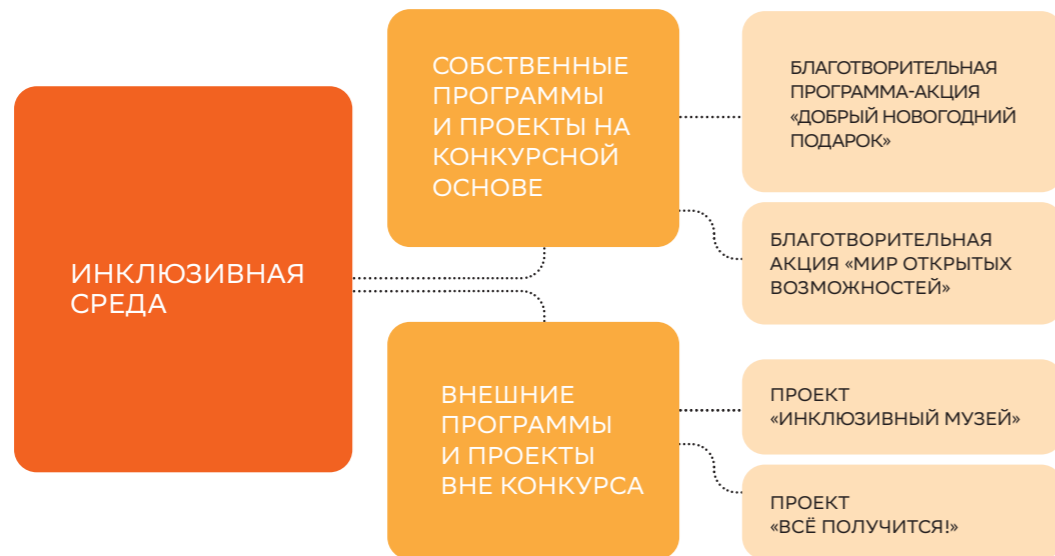 ИНКЛЮЗИВНАЯ
СРЕДА
СОБСТВЕННЫЕ
ПРОГРАММЫ
И ПРОЕКТЫ НА
КОНКУРСНОЙ
ОСНОВЕ
БЛАГОТВОРИТЕЛЬНАЯ
ПРОГРАММА-АКЦИЯ
«ДОБРЫЙ НОВОГОДНИЙ
ПОДАРОК»
БЛАГОТВОРИТЕЛЬНАЯ
АКЦИЯ «МИР ОТКРЫТЫХ
ВОЗМОЖНОСТЕЙ»
ВНЕШНИЕ
ПРОГРАММЫ
И ПРОЕКТЫ
ВНЕ КОНКУРСА
ПРОЕКТ
«ИНКЛЮЗИВНЫЙ МУЗЕЙ»
ПРОЕКТ
«ВСЁ ПОЛУЧИТСЯ!»